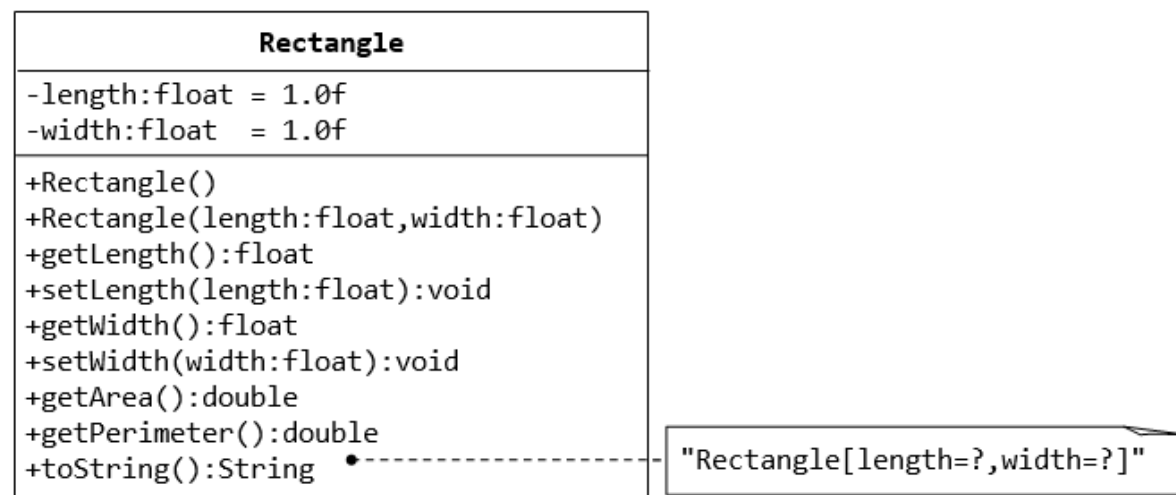 Rectangle
-length:float = 1.0f
-width:float  = 1.0f
+Rectangle()
+Rectangle(length:float,width:float)
+getLength():float
+setLength(length:float):void
+getWidth():float
+setWidth(width:float):void
+getArea():double
+getPerimeter():double
+toString():String
"Rectangle[length=?,width=?]"